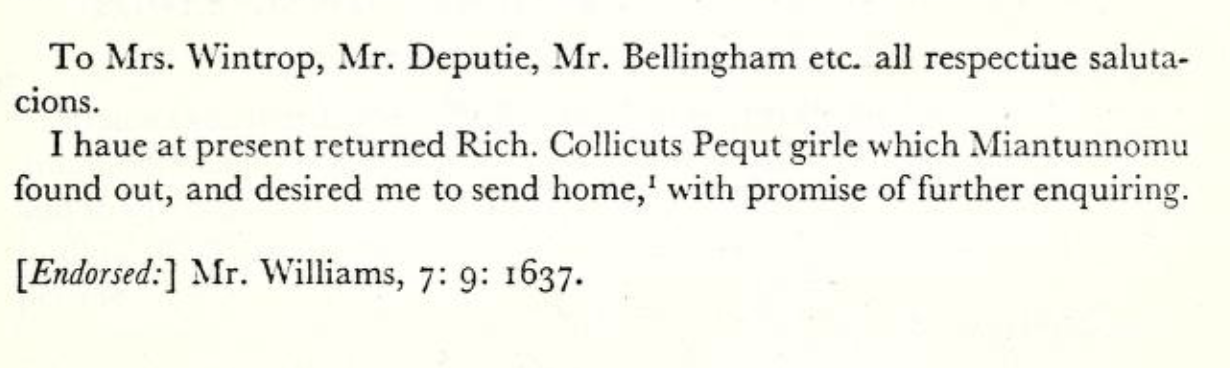 To Mrs. Wintrop, Mr. Deputie, Mr. Bellingham etc. all respectiue saluta-
cions.
I haue at present returned Rich. Collicuts Pequt girle which Miantunnomu
found out, and desired me to send home,¹ with promise of further enquiring.
[Endorsed:] Mr. Williams, 7: 9: 1637.